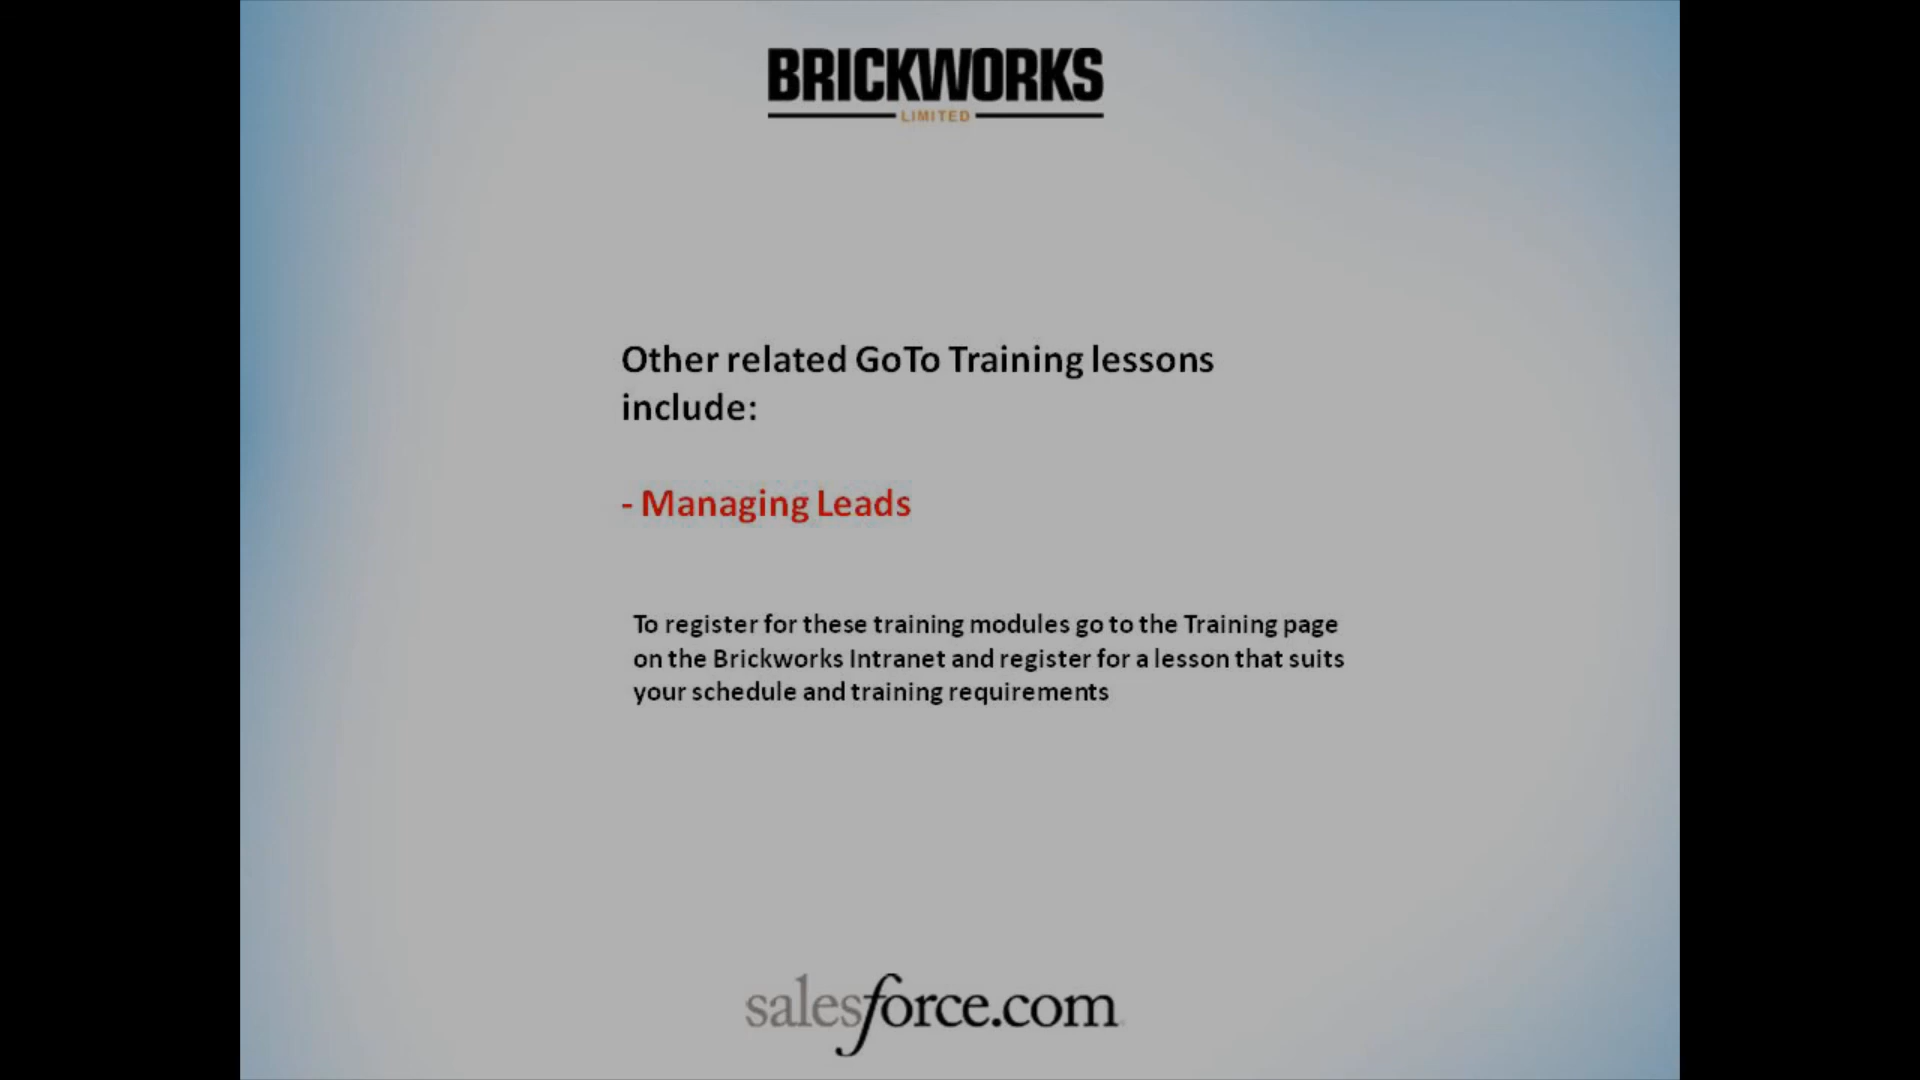 BRICKWORKS
LIMITED
Other related GoTo Training lessons
include:
- Managing Leads
To register for these training modules go to the Training page
on the Brickworks Intranet and register for a lesson that suits
your schedule and training requirements
salesforce.com